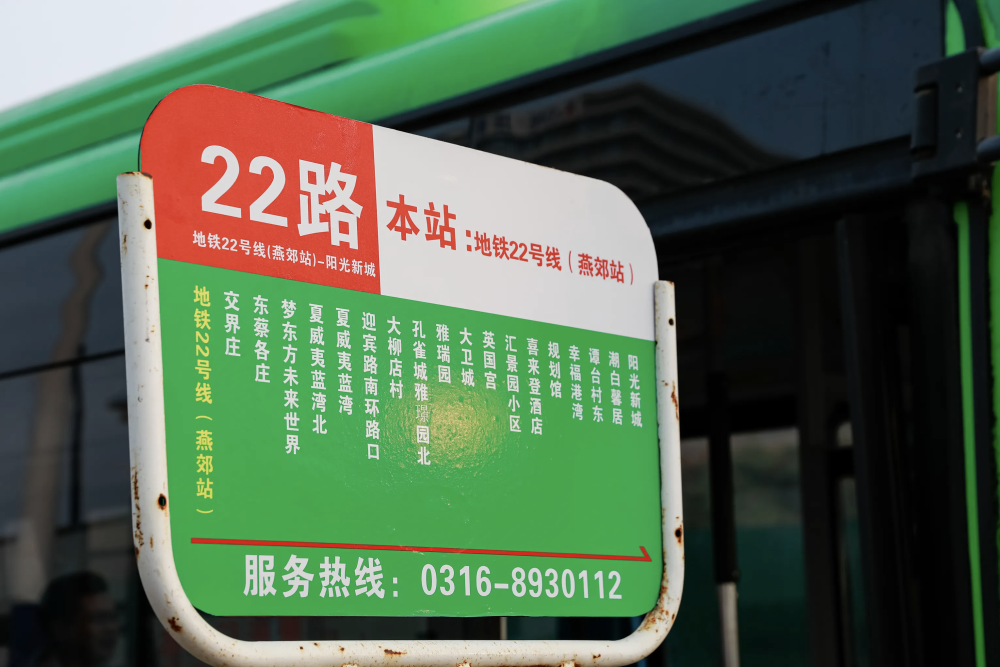 22路
地铁22号线(燕郊站)-阳光新城
本站:地铁22号线(燕郊站)
地铁22号线(燕郊站)
交界庄
东蔡各庄
梦东方未来世界
夏威夷蓝湾北
夏威夷蓝湾
迎宾路南环路口
大柳店村
孔雀城雅璟园北
雅瑞园
大卫城
英国宫
汇景园小区
喜来登酒店
规划馆
幸福港湾
谭台村东
潮白馨居
阳光新城
服务热线：0316-8930112